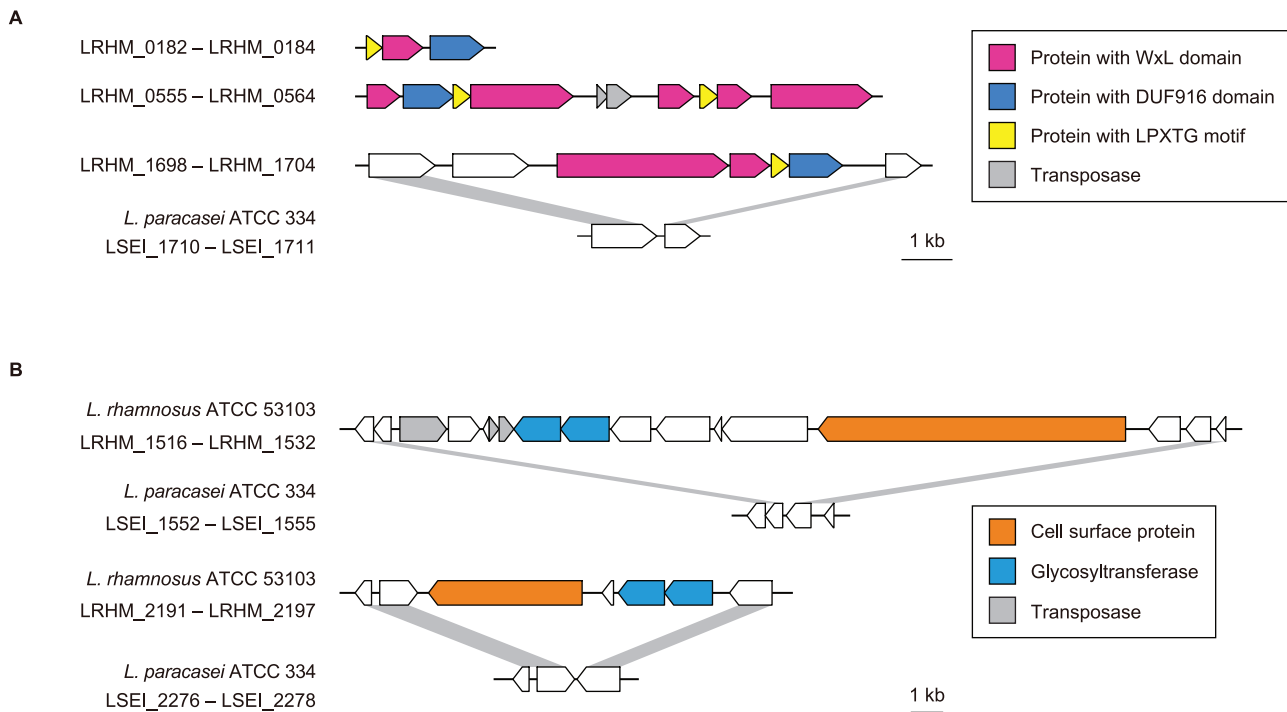 A
LRHM_0182 – LRHM_0184
LRHM_0555 – LRHM_0564
LRHM_1698 – LRHM_1704
L. paracasei ATCC 334
LSEI_1710 – LSEI_1711
Protein with WxL domain
Protein with DUF916 domain
Protein with LPXTG motif
Transposase
1 kb
B
L. rhamnosus ATCC 53103
LRHM_1516 – LRHM_1532
L. paracasei ATCC 334
LSEI_1552 – LSEI_1555
L. rhamnosus ATCC 53103
LRHM_2191 – LRHM_2197
L. paracasei ATCC 334
LSEI_2276 – LSEI_2278
Cell surface protein
Glycosyltransferase
Transposase
1 kb